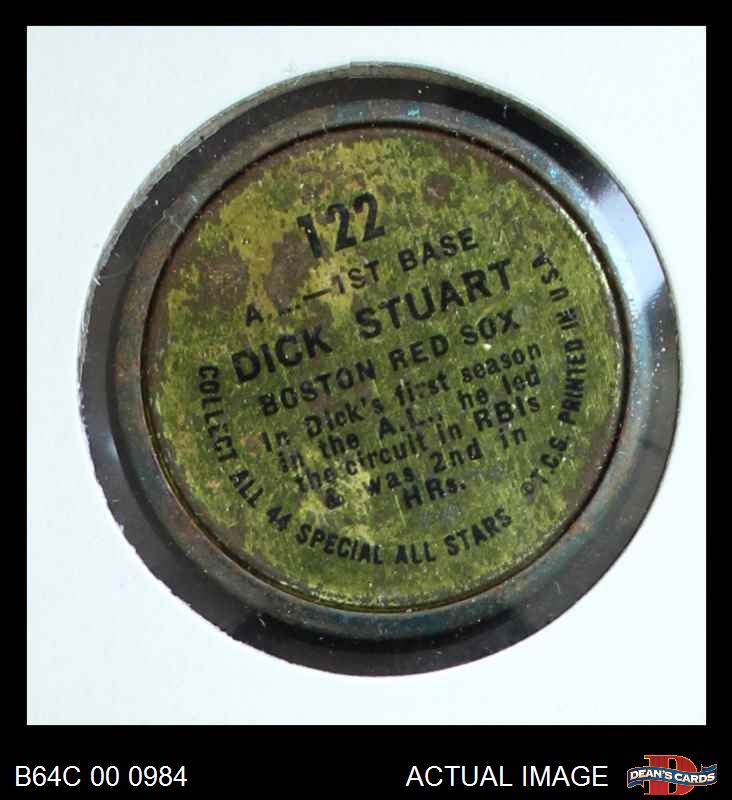 122
A.L.—1ST BASE
DICK STUART
BOSTON RED SOX
In Dick's first season
in the A.L., he led
the circuit in RBIs
& was 2nd in
HRs.
COLLECT ALL 44 SPECIAL ALL STARS
©T.C.G. PRINTED IN U.S.A.
B64C 00 0984
ACTUAL IMAGE
DEAN'S CARDS